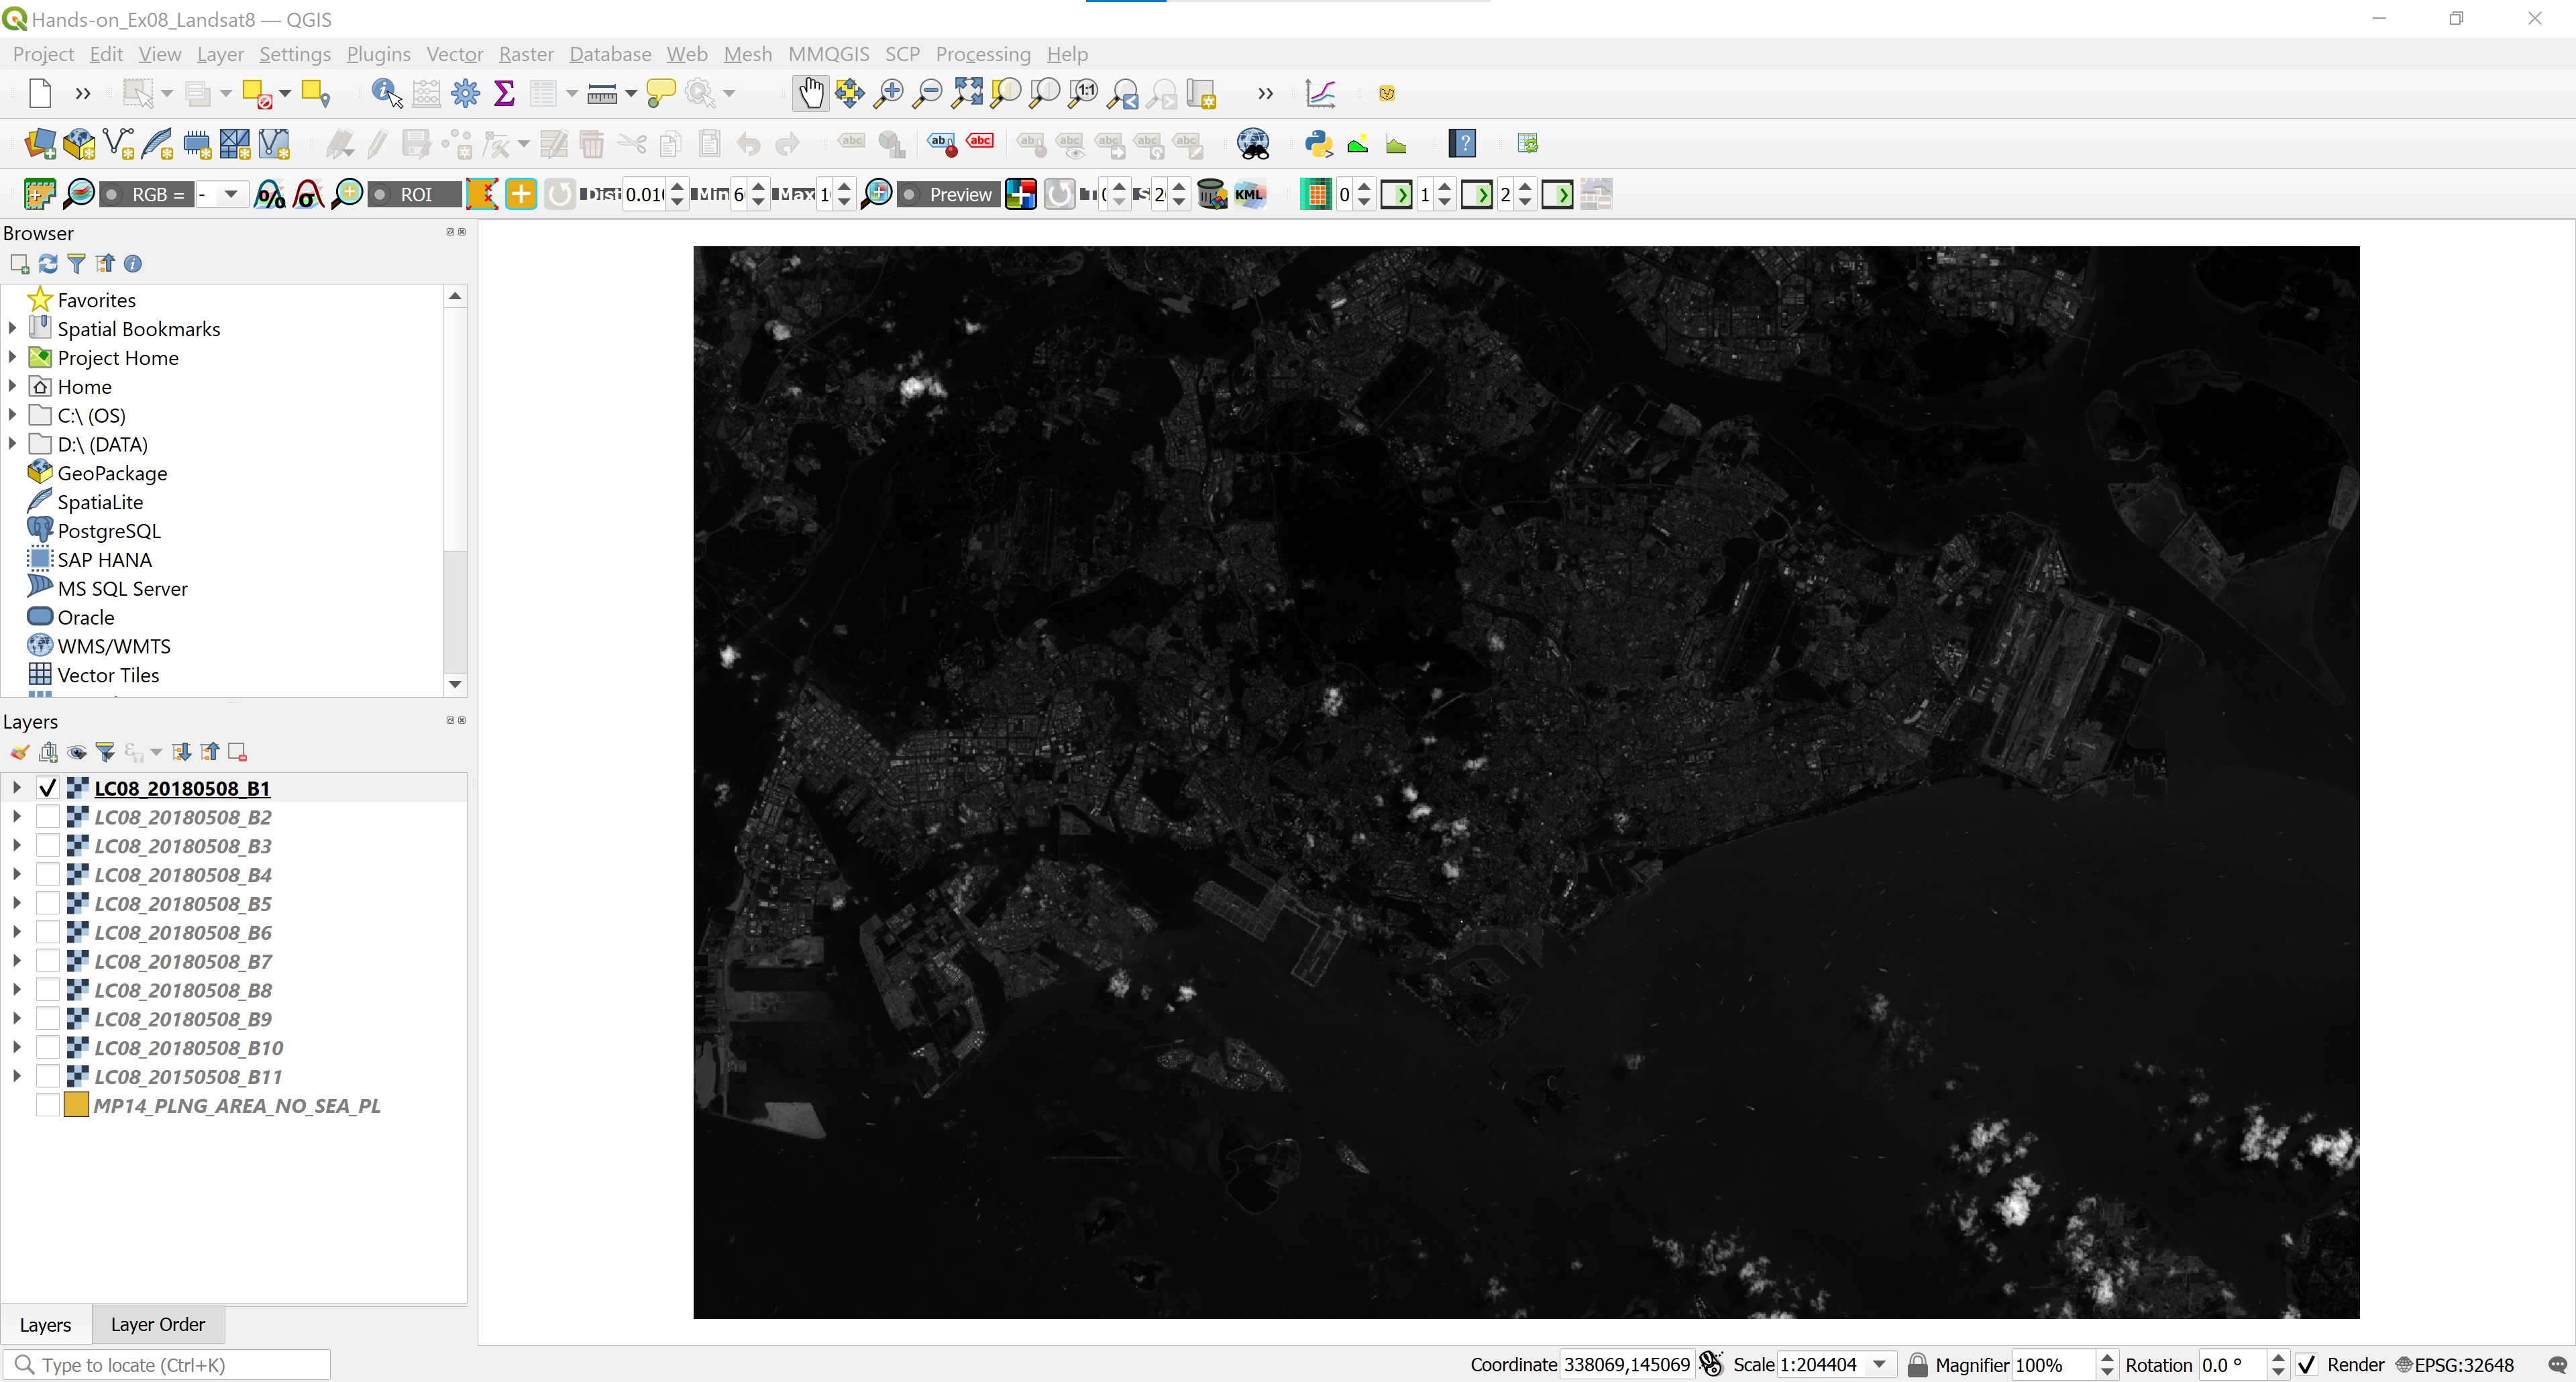 Hands-on_Ex08_Landsat8 — QGIS
Project Edit View Layer Settings Plugins Vector Raster Database Web Mesh MMQGIS SCP Processing Help
RGB = - ROI Dist Min 6 Max Preview 2 0 1 2
Browser
Favorites
Spatial Bookmarks
Project Home
Home
C:\ (OS)
D:\ (DATA)
GeoPackage
SpatiaLite
PostgreSQL
SAP HANA
MS SQL Server
Oracle
WMS/WMTS
Vector Tiles
Layers
LC08_20180508_B1
LC08_20180508_B2
LC08_20180508_B3
LC08_20180508_B4
LC08_20180508_B5
LC08_20180508_B6
LC08_20180508_B7
LC08_20180508_B8
LC08_20180508_B9
LC08_20180508_B10
LC08_20150508_B11
MP14_PLNG_AREA_NO_SEA_PL
Layers Layer Order
Type to locate (Ctrl+K) Coordinate 338069,145069 Scale 1:204404 Magnifier 100% Rotation 0.0 ° Render EPSG:32648